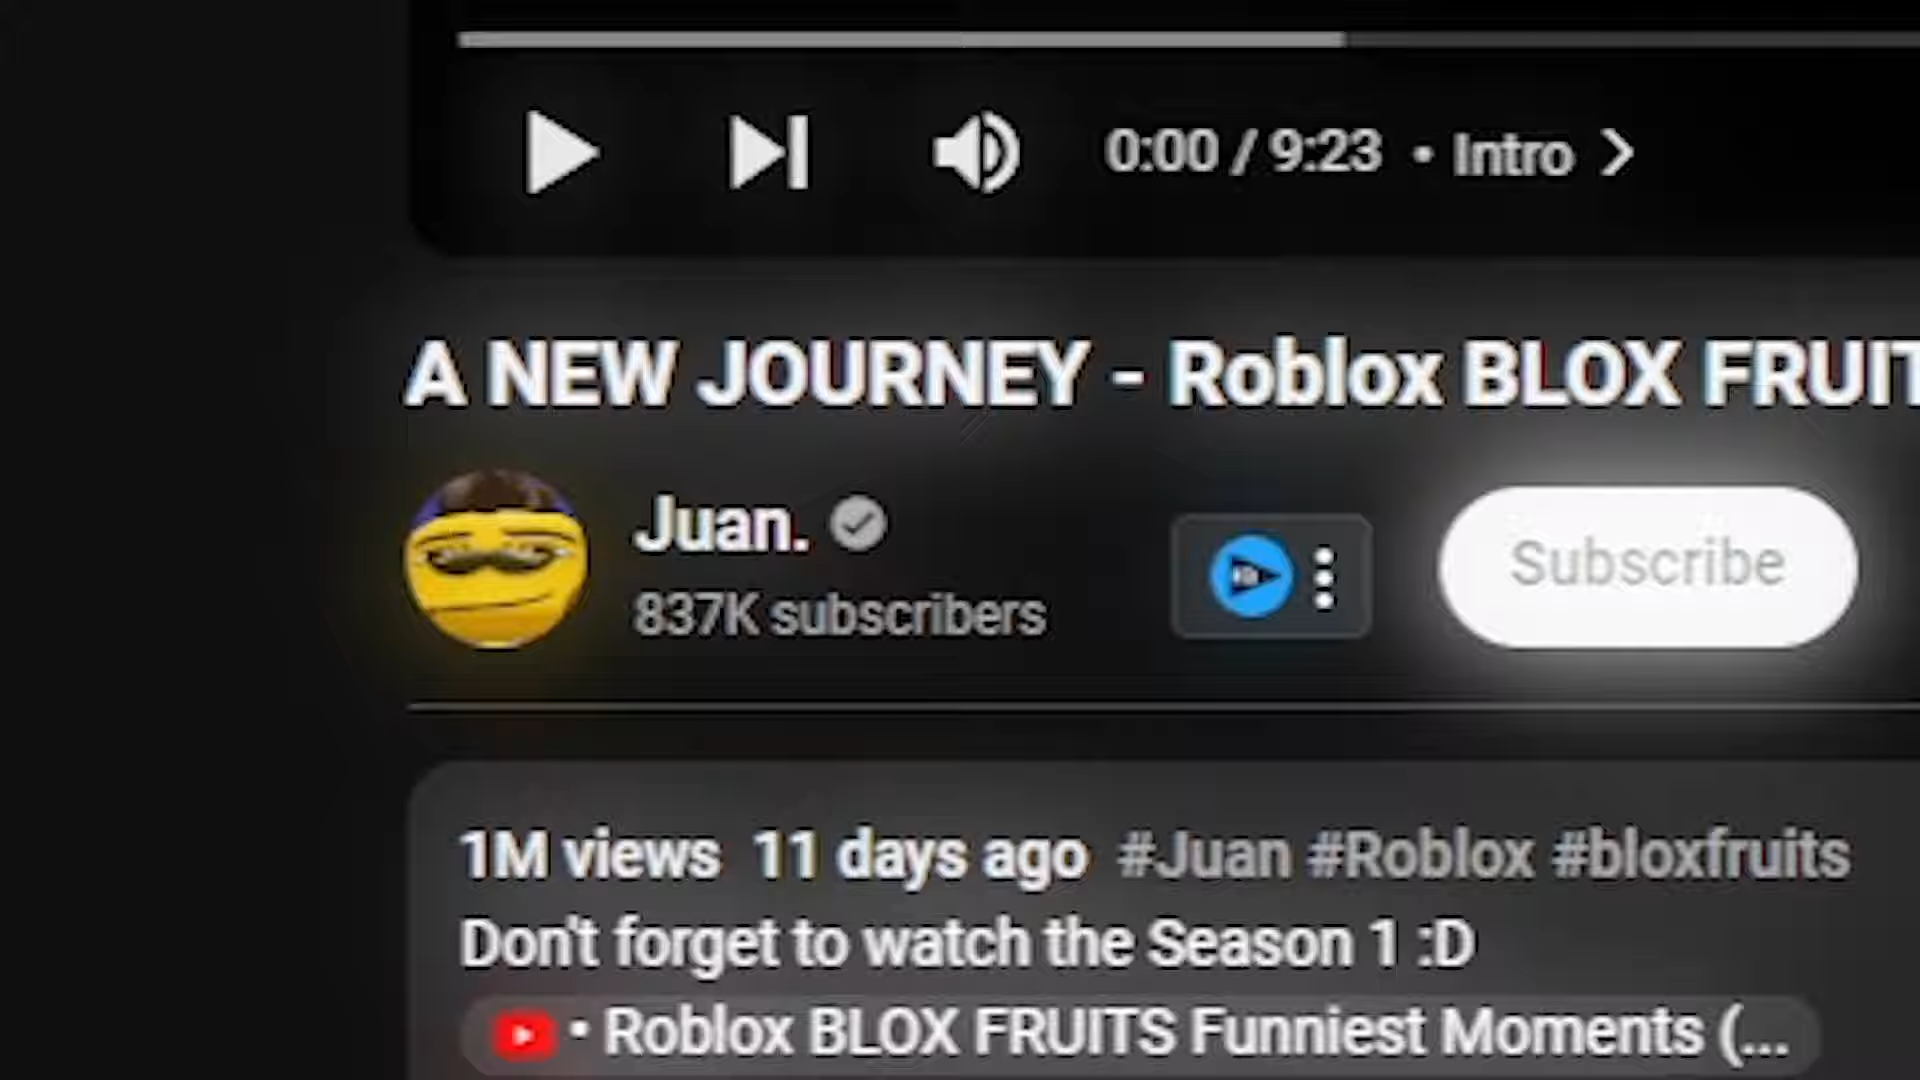 0:00 / 9:23 • Intro
A NEW JOURNEY - Roblox BLOX FRUIT
Juan.
837K subscribers
Subscribe
1M views 11 days ago #Juan #Roblox #bloxfruits
Don't forget to watch the Season 1 :D
• Roblox BLOX FRUITS Funniest Moments (...